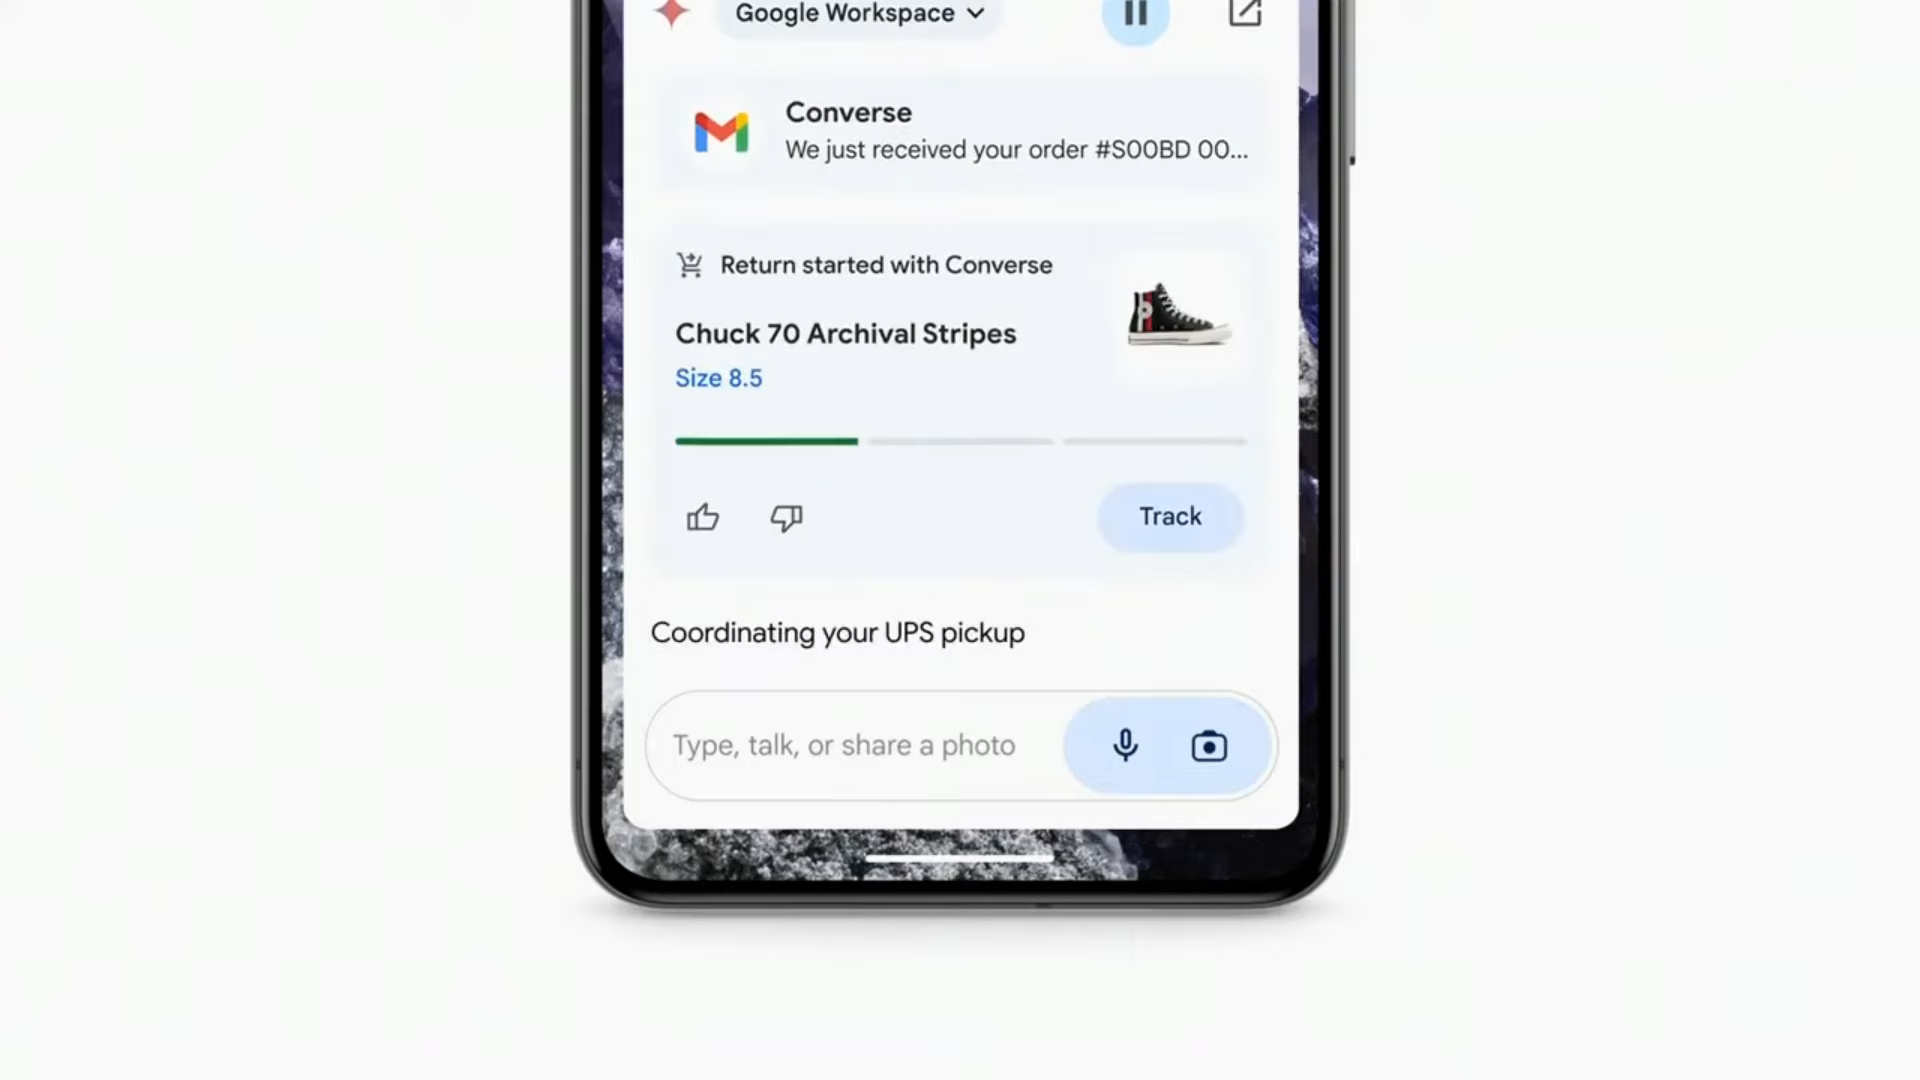 Google Workspace
Converse
We just received your order #S00BD 00...
Return started with Converse
Chuck 70 Archival Stripes
Size 8.5
Track
Coordinating your UPS pickup
Type, talk, or share a photo